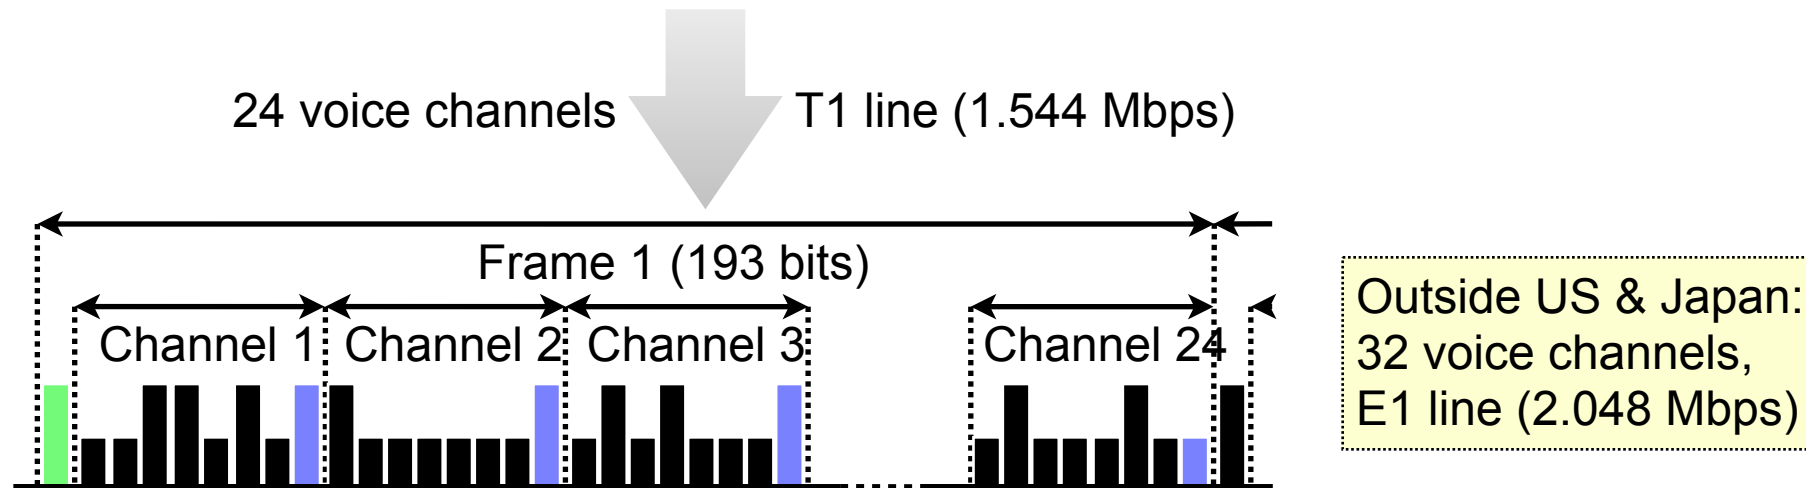 24 voice channels
T1 line (1.544 Mbps)
Frame 1 (193 bits)
Channel 1
Channel 2
Channel 3
Channel 24
Outside US & Japan:
32 voice channels,
E1 line (2.048 Mbps)